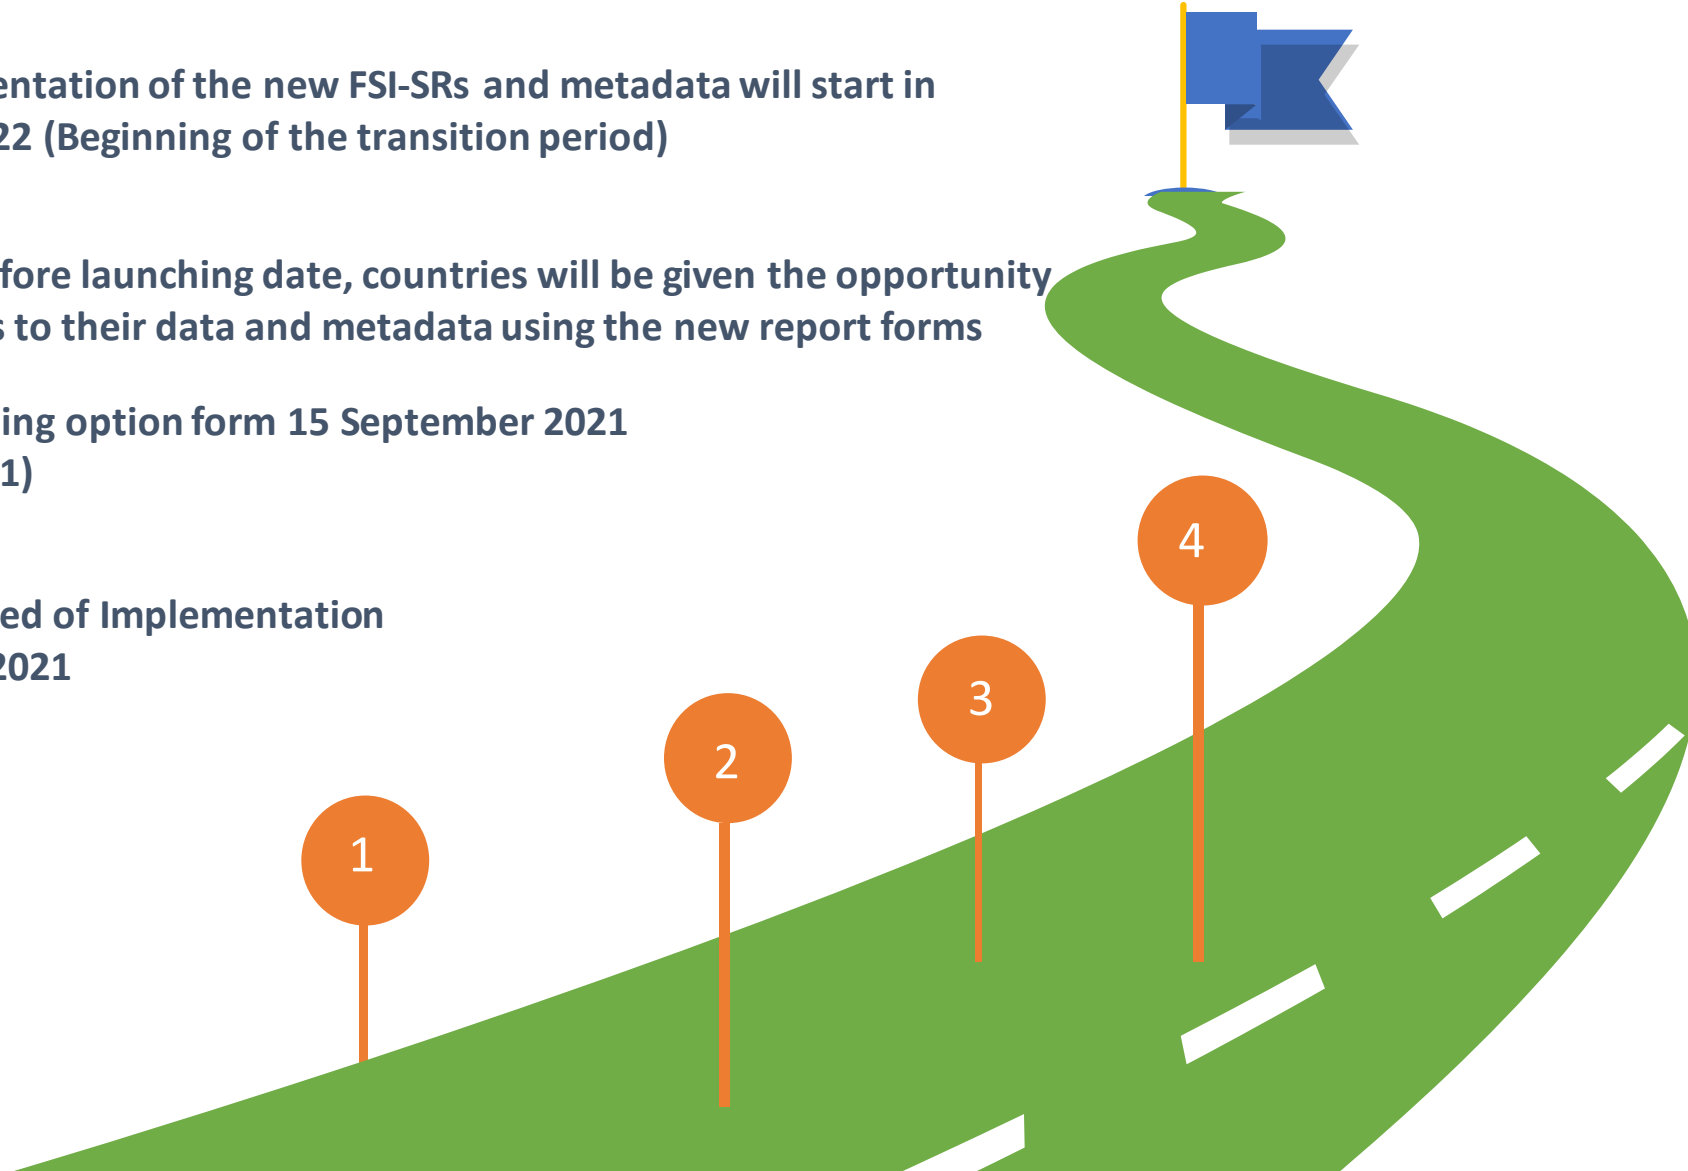 entation of the new FSI-SRs and metadata will start in
22 (Beginning of the transition period)
fore launching date, countries will be given the opportunity
s to their data and metadata using the new report forms
ing option form 15 September 2021
1)
ed of Implementation
2021
4
3
2
1